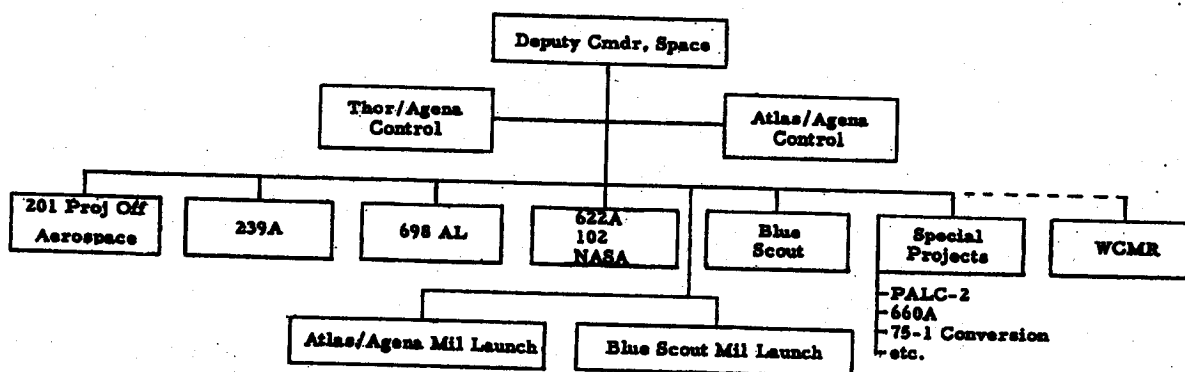 Deputy Cmdr, Space
Thor/Agena
Control
Atlas/Agena
Control
201 Proj Off
Aerospace
239A
698 AL
622A
102
NASA
Blue
Scout
Special
Projects
WCMR
PALC-2
660A
75-1 Conversion
etc.
Atlas/Agena Mil Launch
Blue Scout Mil Launch